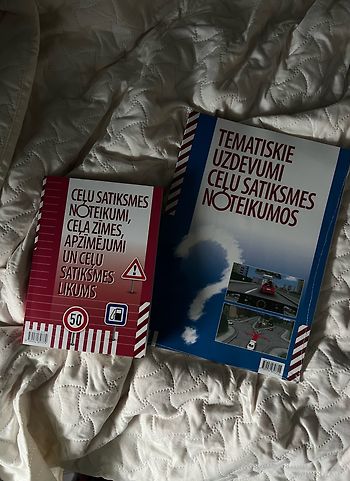 CEĻU SATIKSMES
NOTEIKUMI,
CEĻA ZĪMES,
APZĪMĒJUMI
UN CEĻU
SATIKSMES
LIKUMS
50
TEMATISKIE
UZDEVUMI
CEĻU SATIKSMES
NOTEIKUMOS
?